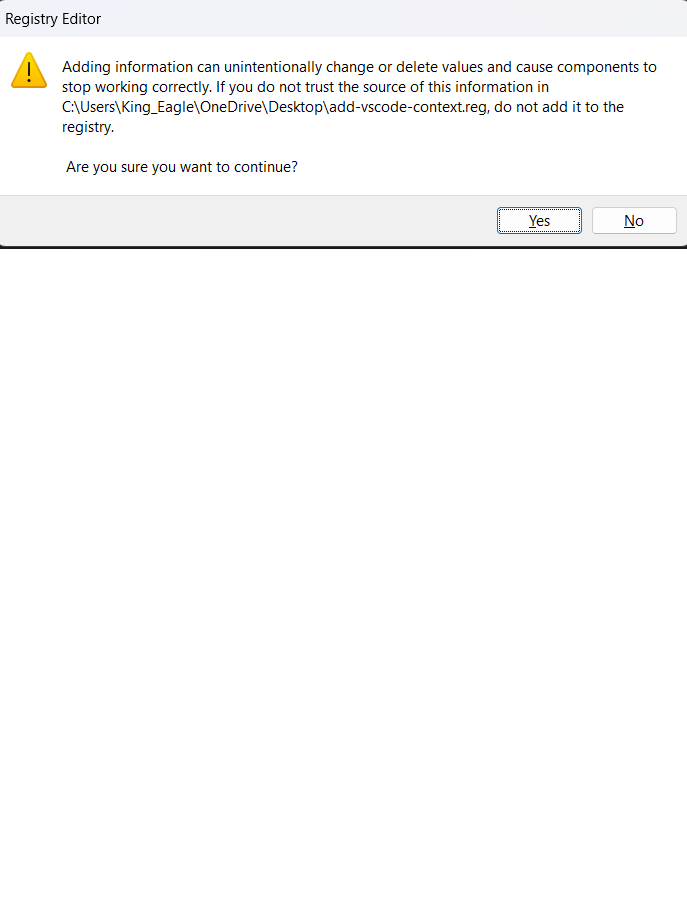 Registry Editor
Adding information can unintentionally change or delete values and cause components to
stop working correctly. If you do not trust the source of this information in
C:\Users\King_Eagle\OneDrive\Desktop\add-vscode-context.reg, do not add it to the
registry.
Are you sure you want to continue?
Yes
No